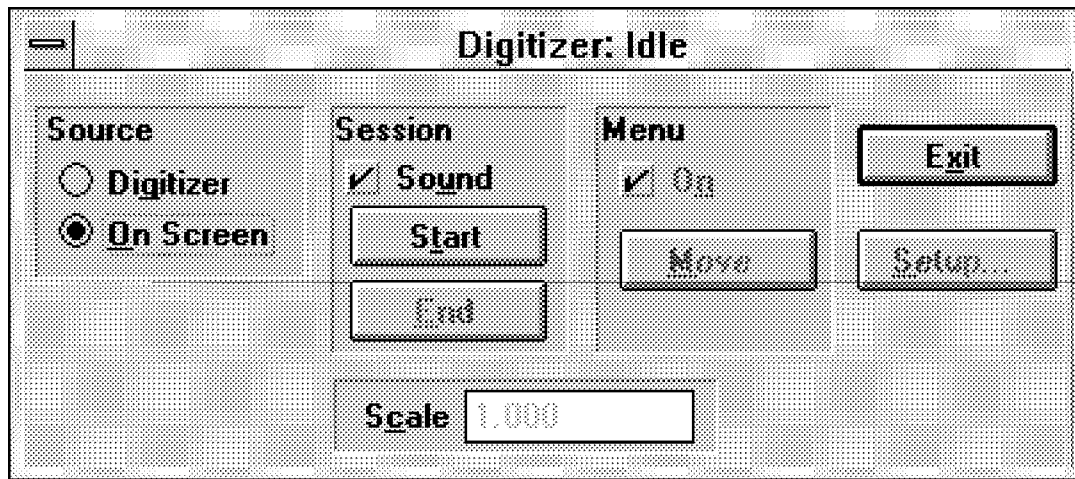 Digitizer: Idle
Source
Digitizer
On Screen
Session
Sound
Start
End
Menu
On
Move
Exit
Setup...
Scale 1.000